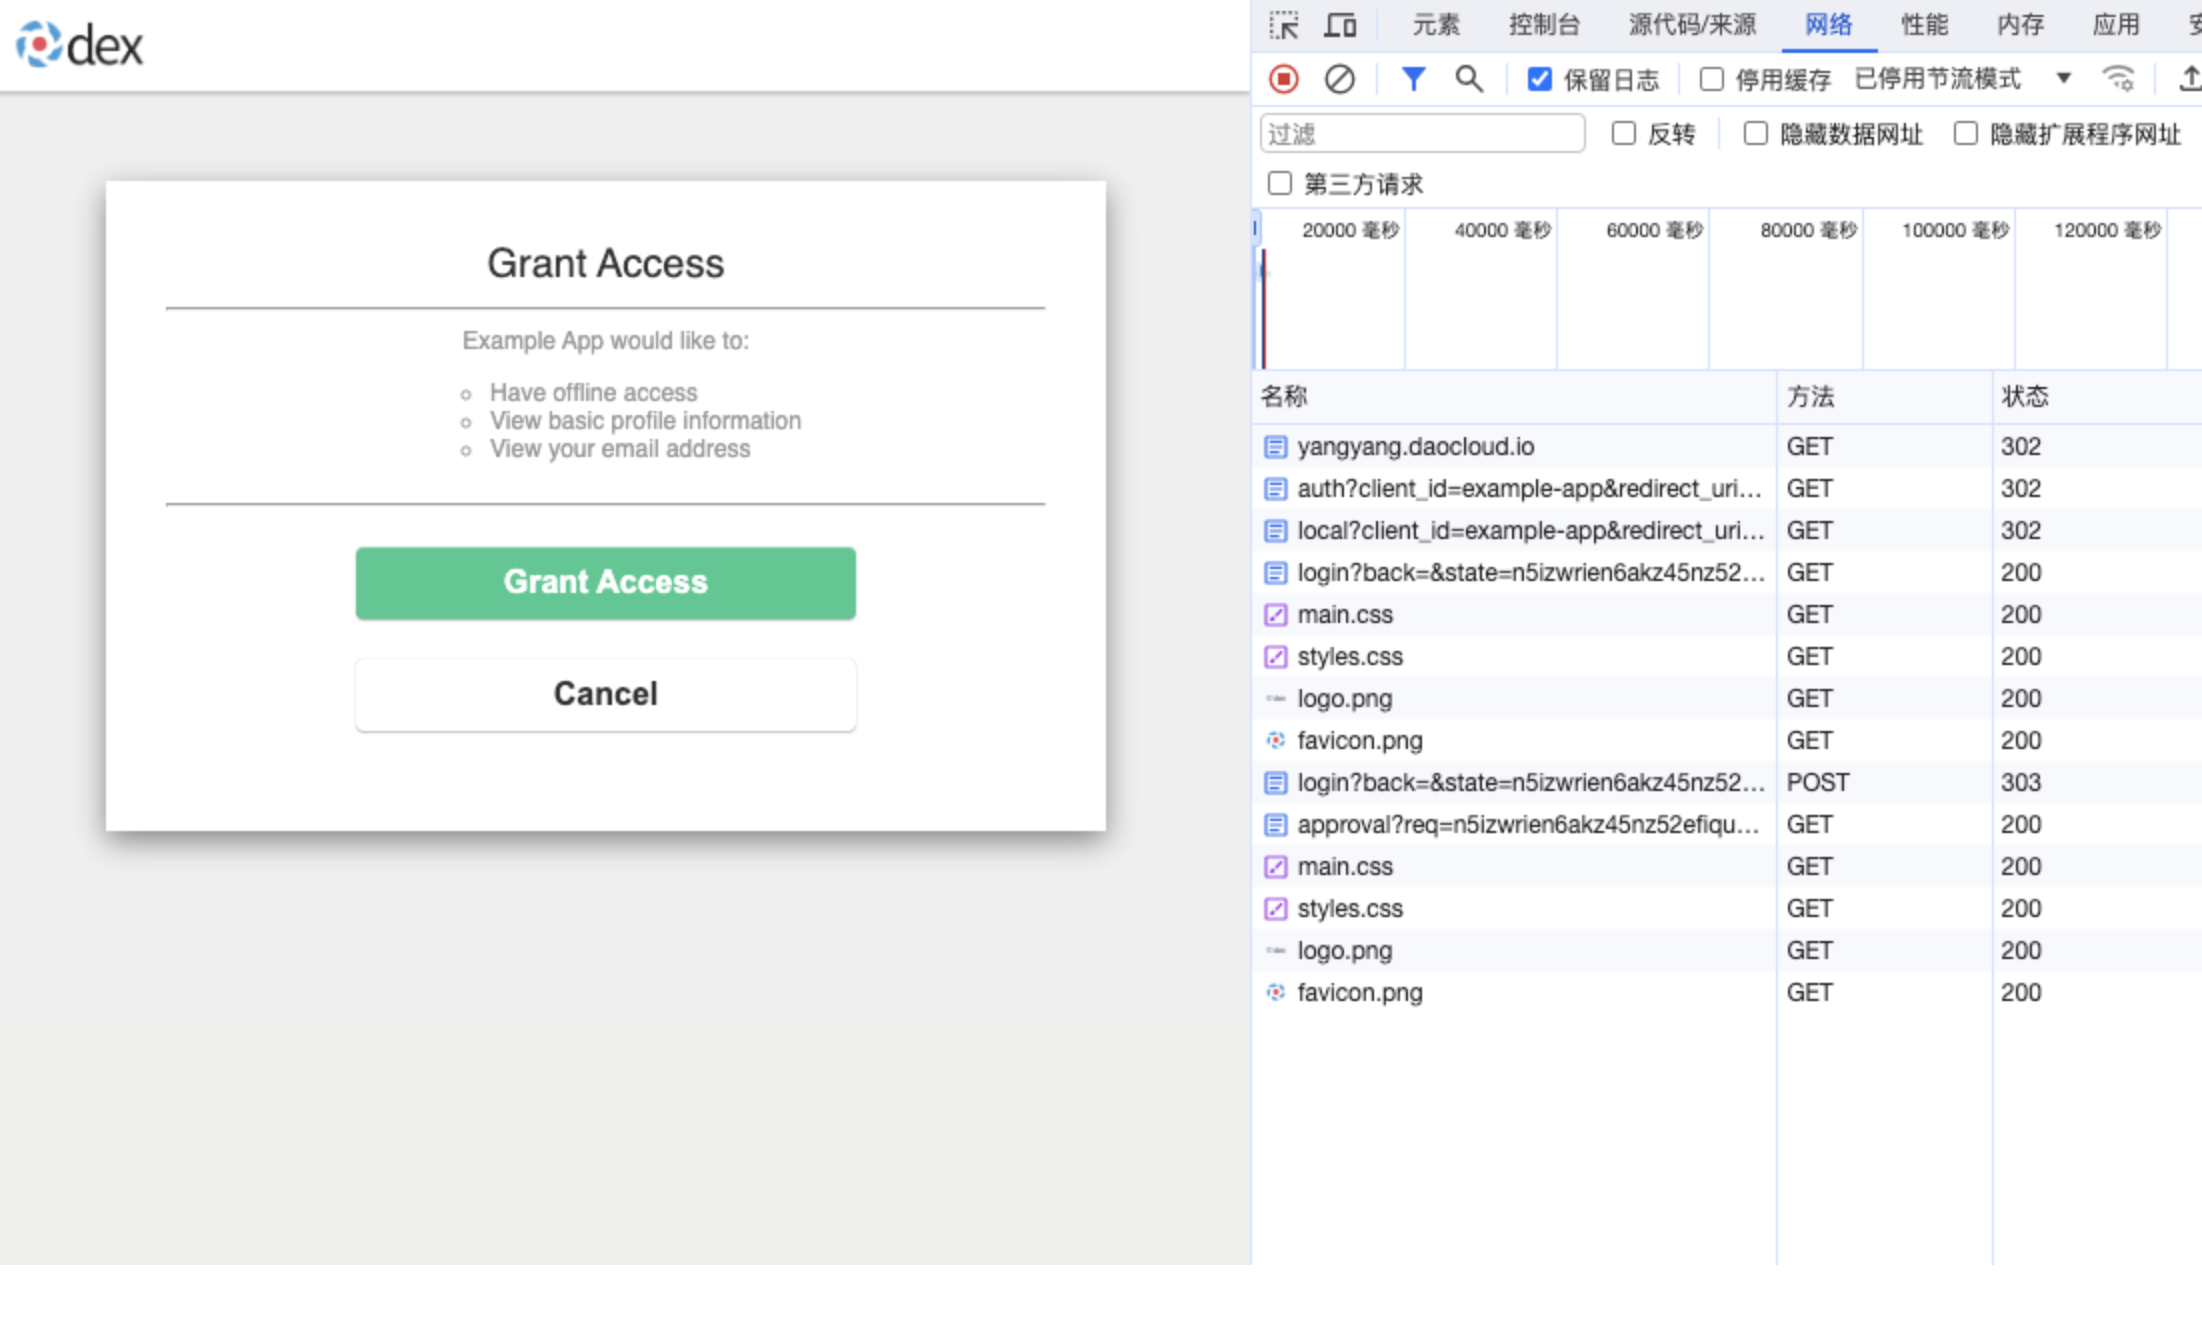 dex
Grant Access
Example App would like to:
Have offline access
View basic profile information
View your email address
Grant Access
Cancel
元素 控制台 源代码/来源 网络 性能 内存 应用
保留日志 停用缓存 已停用节流模式
过滤 反转 隐藏数据网址 隐藏扩展程序网址
第三方请求
20000 毫秒 40000 毫秒 60000 毫秒 80000 毫秒 100000 毫秒 120000 毫秒
名称 方法 状态
yangyang.daocloud.io GET 302
auth?client_id=example-app&redirect_uri... GET 302
local?client_id=example-app&redirect_uri... GET 302
login?back=&state=n5izwrien6akz45nz52... GET 200
main.css GET 200
styles.css GET 200
logo.png GET 200
favicon.png GET 200
login?back=&state=n5izwrien6akz45nz52... POST 303
approval?req=n5izwrien6akz45nz52efiqu... GET 200
main.css GET 200
styles.css GET 200
logo.png GET 200
favicon.png GET 200